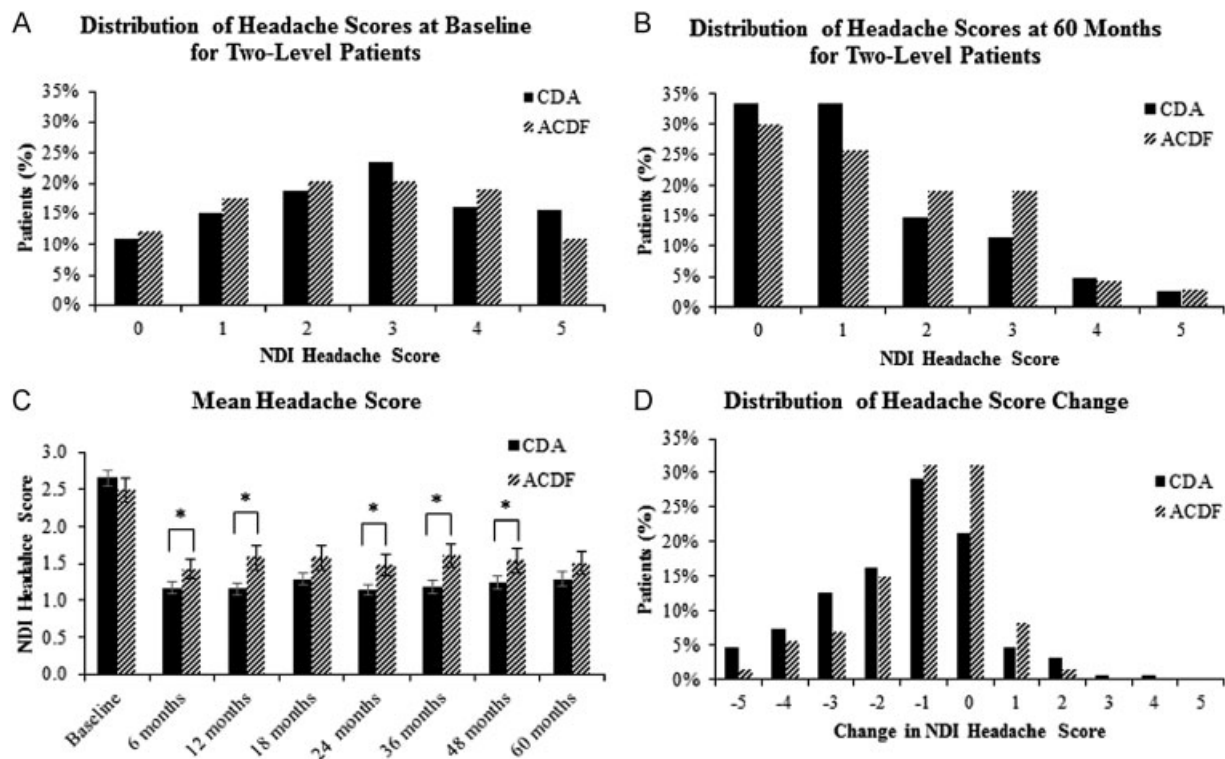 A
Distribution of Headache Scores at Baseline
for Two-Level Patients
35%
30%
25%
20%
15%
10%
5%
0%
Patients (%)
CDA
ACDF
0 1 2 3 4 5
NDI Headache Score
B
Distribution of Headache Scores at 60 Months
for Two-Level Patients
35%
30%
25%
20%
15%
10%
5%
0%
Patients (%)
CDA
ACDF
0 1 2 3 4 5
NDI Headache Score
C
Mean Headache Score
3.0
2.5
2.0
1.5
1.0
0.5
0.0
NDI Headahce Score
CDA
ACDF
* * * * *
Baseline
6 months
12 months
18 months
24 months
36 months
48 months
60 months
D
Distribution of Headache Score Change
35%
30%
25%
20%
15%
10%
5%
0%
Patients (%)
CDA
ACDF
-5 -4 -3 -2 -1 0 1 2 3 4 5
Change in NDI Headache Score